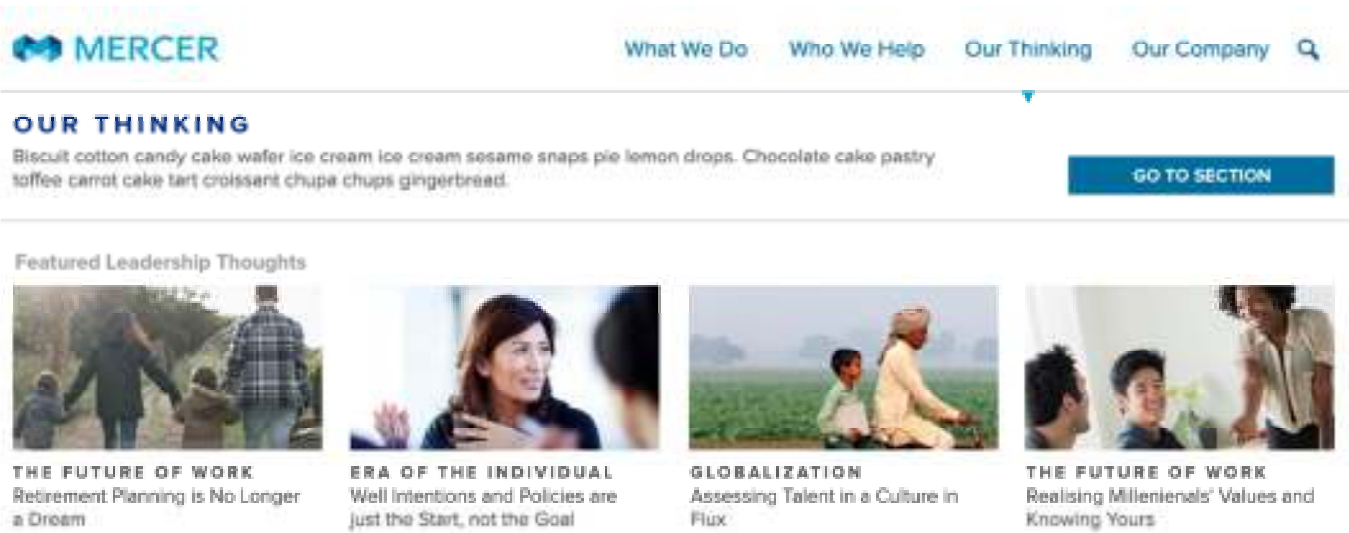 MERCER
What We Do Who We Help Our Thinking Our Company
OUR THINKING
Biscuit cotton candy cake wafer ice cream ice cream sesame snaps pie lemon drops. Chocolate cake pastry
toffee carrot cake tart croissant chupa chups gingerbread.
GO TO SECTION
Featured Leadership Thoughts
THE FUTURE OF WORK
Retirement Planning is No Longer
a Dream
ERA OF THE INDIVIDUAL
Well Intentions and Policies are
just the Start, not the Goal
GLOBALIZATION
Assessing Talent in a Culture in
Flux
THE FUTURE OF WORK
Realising Millenienals' Values and
Knowing Yours